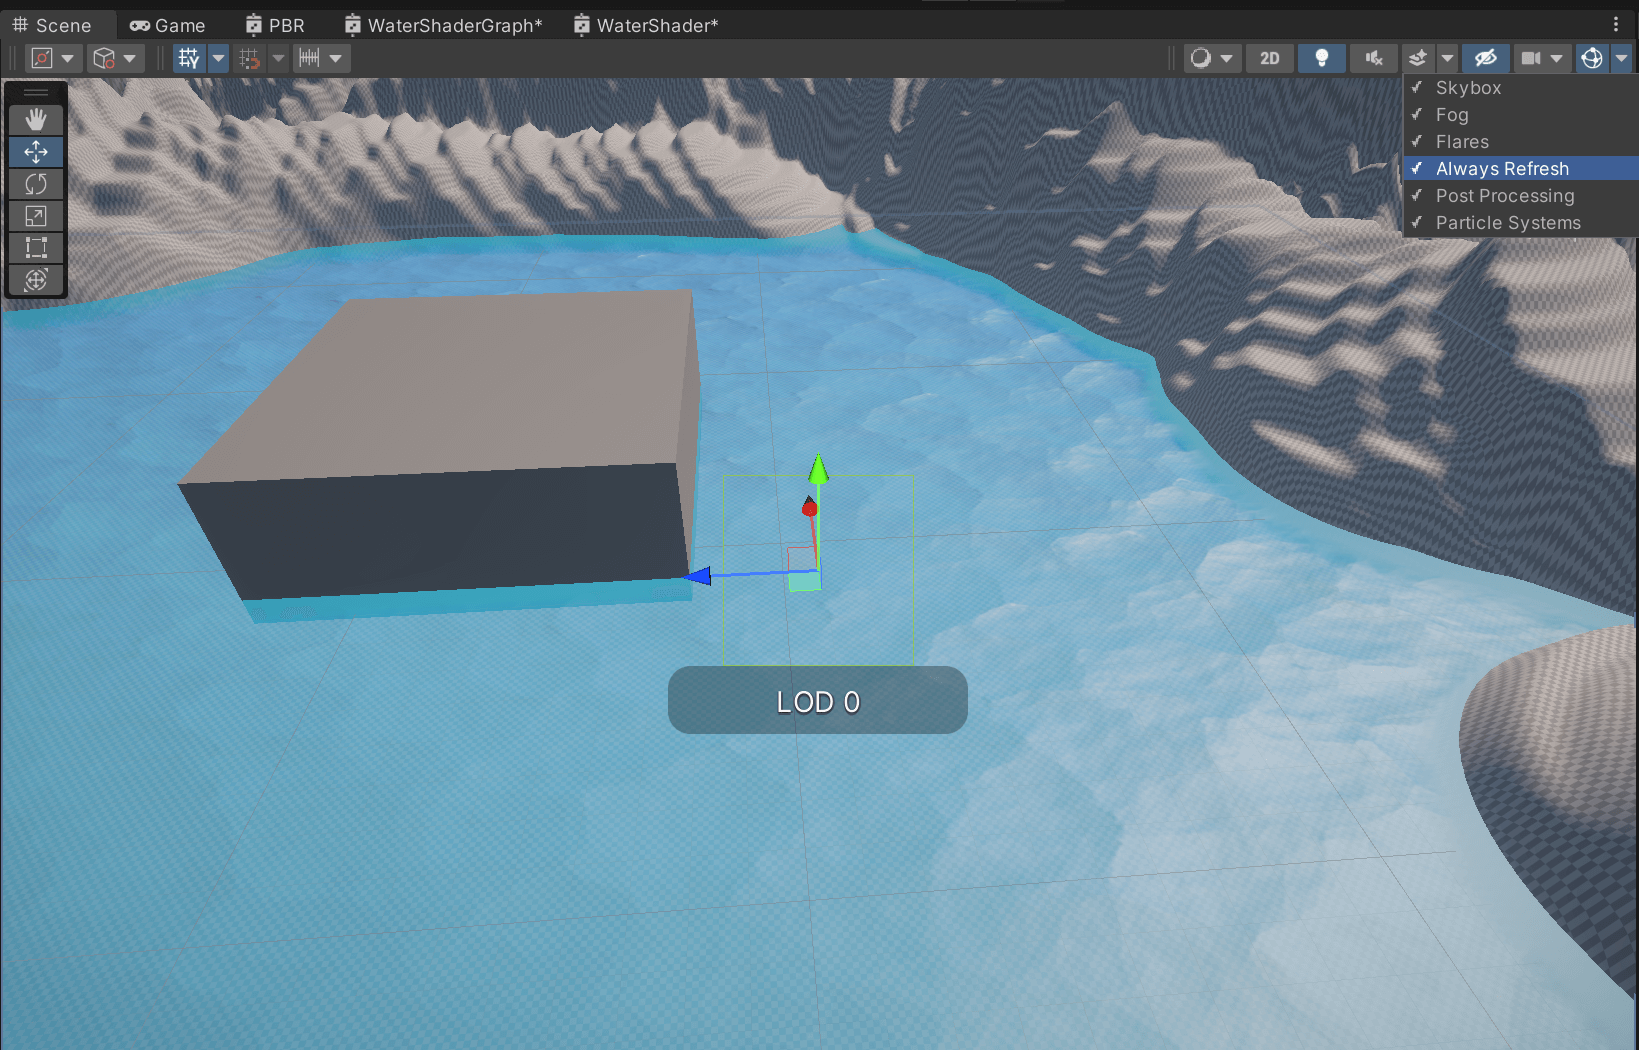 Scene
Game
PBR
WaterShaderGraph*
WaterShader*
2D
Skybox
Fog
Flares
Always Refresh
Post Processing
Particle Systems
LOD 0